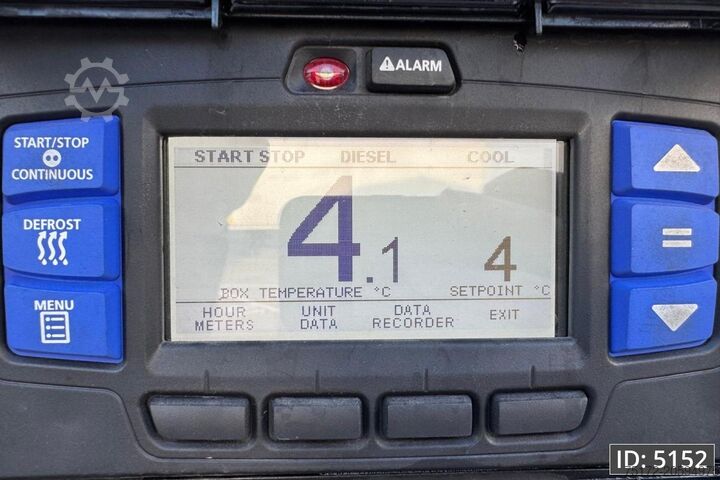 ALARM
START/STOP
CONTINUOUS
DEFROST
MENU
START STOP DIESEL COOL
4.1 4
BOX TEMPERATURE °C SETPOINT °C
HOUR METERS
UNIT DATA
DATA RECORDER
EXIT
ID: 5152